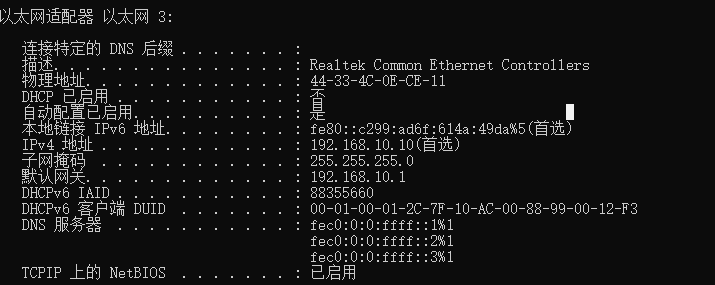 以太网适配器 以太网 3:
连接特定的 DNS 后缀 . . . . . . . :
描述. . . . . . . . . . . . . . . : Realtek Common Ethernet Controllers
物理地址. . . . . . . . . . . . . : 44-33-4C-0E-CE-11
DHCP 已启用 . . . . . . . . . . . : 否
自动配置已启用. . . . . . . . . . : 是
本地链接 IPv6 地址. . . . . . . . : fe80::c299:ad6f:614a:49da%5(首选)
IPv4 地址 . . . . . . . . . . . . : 192.168.10.10(首选)
子网掩码 . . . . . . . . . . . . : 255.255.255.0
默认网关. . . . . . . . . . . . . : 192.168.10.1
DHCPv6 IAID . . . . . . . . . . . : 88355660
DHCPv6 客户端 DUID . . . . . . . : 00-01-00-01-2C-7F-10-AC-00-88-99-00-12-F3
DNS 服务器 . . . . . . . . . . . : fec0:0:0:ffff::1%1
fec0:0:0:ffff::2%1
fec0:0:0:ffff::3%1
TCPIP 上的 NetBIOS . . . . . . . : 已启用